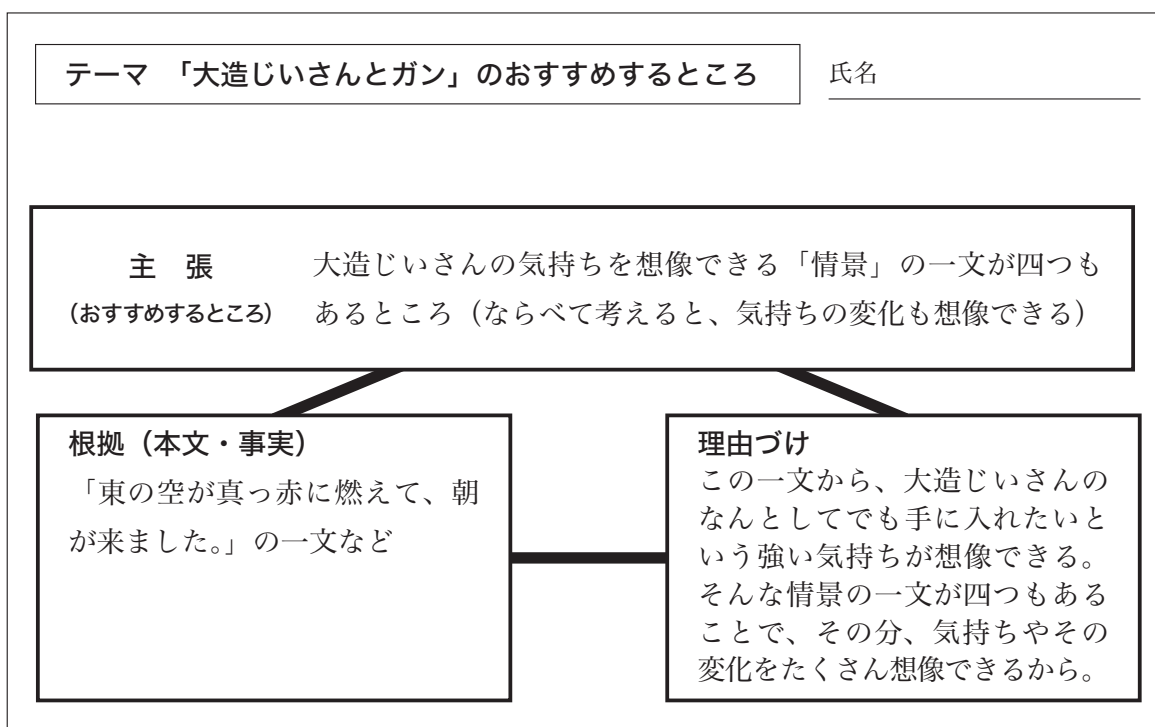 テーマ 「大造じいさんとガン」のおすすめするところ
氏名
主 張
(おすすめするところ)
大造じいさんの気持ちを想像できる「情景」の一文が四つも
あるところ(ならべて考えると、気持ちの変化も想像できる)
根拠(本文・事実)
「東の空が真っ赤に燃えて、朝
が来ました。」の一文など
理由づけ
この一文から、大造じいさんの
なんとしてでも手に入れたいと
いう強い気持ちが想像できる。
そんな情景の一文が四つもある
ことで、その分、気持ちやその
変化をたくさん想像できるから。